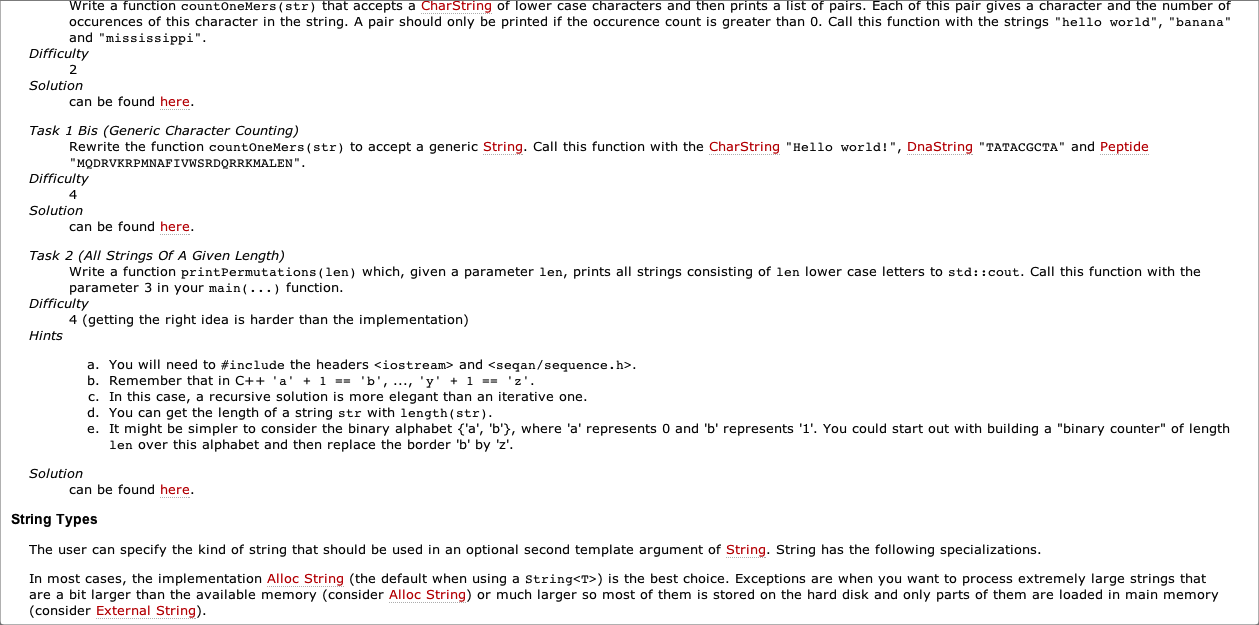 Write a function countOneMers(str) that accepts a CharString of lower case characters and then prints a list of pairs. Each of this pair gives a character and the number of
occurences of this character in the string. A pair should only be printed if the occurence count is greater than 0. Call this function with the strings "hello world", "banana"
and "mississippi".
Difficulty
2
Solution
can be found here.
Task 1 Bis (Generic Character Counting)
Rewrite the function countOneMers(str) to accept a generic String. Call this function with the CharString "Hello world!", DnaString "TATACGCTA" and Peptide
"MQDRVKRPMNAFIVWSRDQRRKMALEN".
Difficulty
4
Solution
can be found here.
Task 2 (All Strings Of A Given Length)
Write a function printPermutations(len) which, given a parameter len, prints all strings consisting of len lower case letters to std::cout. Call this function with the
parameter 3 in your main(...) function.
Difficulty
4 (getting the right idea is harder than the implementation)
Hints
a. You will need to #include the headers <iostream> and <seqan/sequence.h>.
b. Remember that in C++ 'a' + 1 == 'b', ..., 'y' + 1 == 'z'.
c. In this case, a recursive solution is more elegant than an iterative one.
d. You can get the length of a string str with length(str).
e. It might be simpler to consider the binary alphabet {'a', 'b'}, where 'a' represents 0 and 'b' represents '1'. You could start out with building a "binary counter" of length
len over this alphabet and then replace the border 'b' by 'z'.
Solution
can be found here.
String Types
The user can specify the kind of string that should be used in an optional second template argument of String. String has the following specializations.
In most cases, the implementation Alloc String (the default when using a String<T>) is the best choice. Exceptions are when you want to process extremely large strings that
are a bit larger than the available memory (consider Alloc String) or much larger so most of them is stored on the hard disk and only parts of them are loaded in main memory
(consider External String).